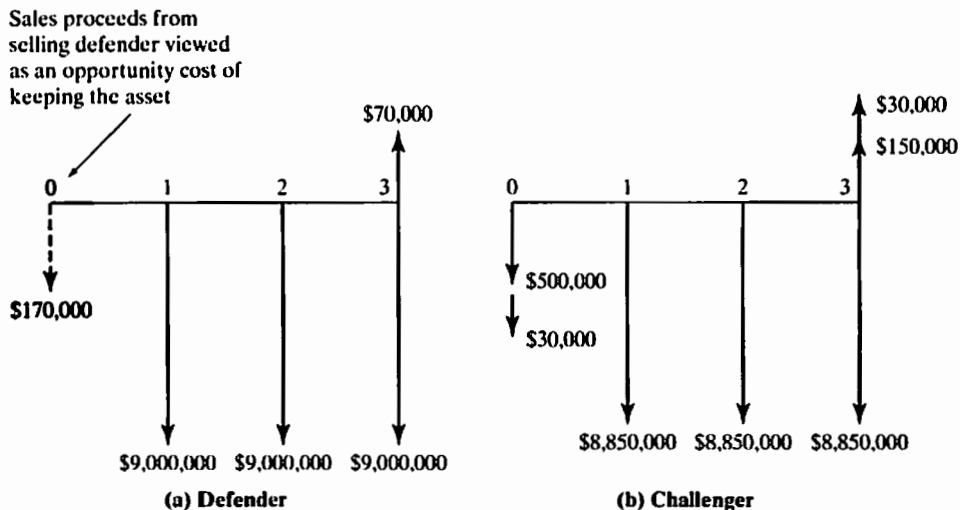 Sales proceeds from
selling defender viewed
as an opportunity cost of
keeping the asset
$70,000
0 1 2 3
$170,000
$9,000,000 $9,000,000 $9,000,000
(a) Defender
$30,000
$150,000
0 1 2 3
$500,000
$30,000
$8,850,000 $8,850,000 $8,850,000
(b) Challenger